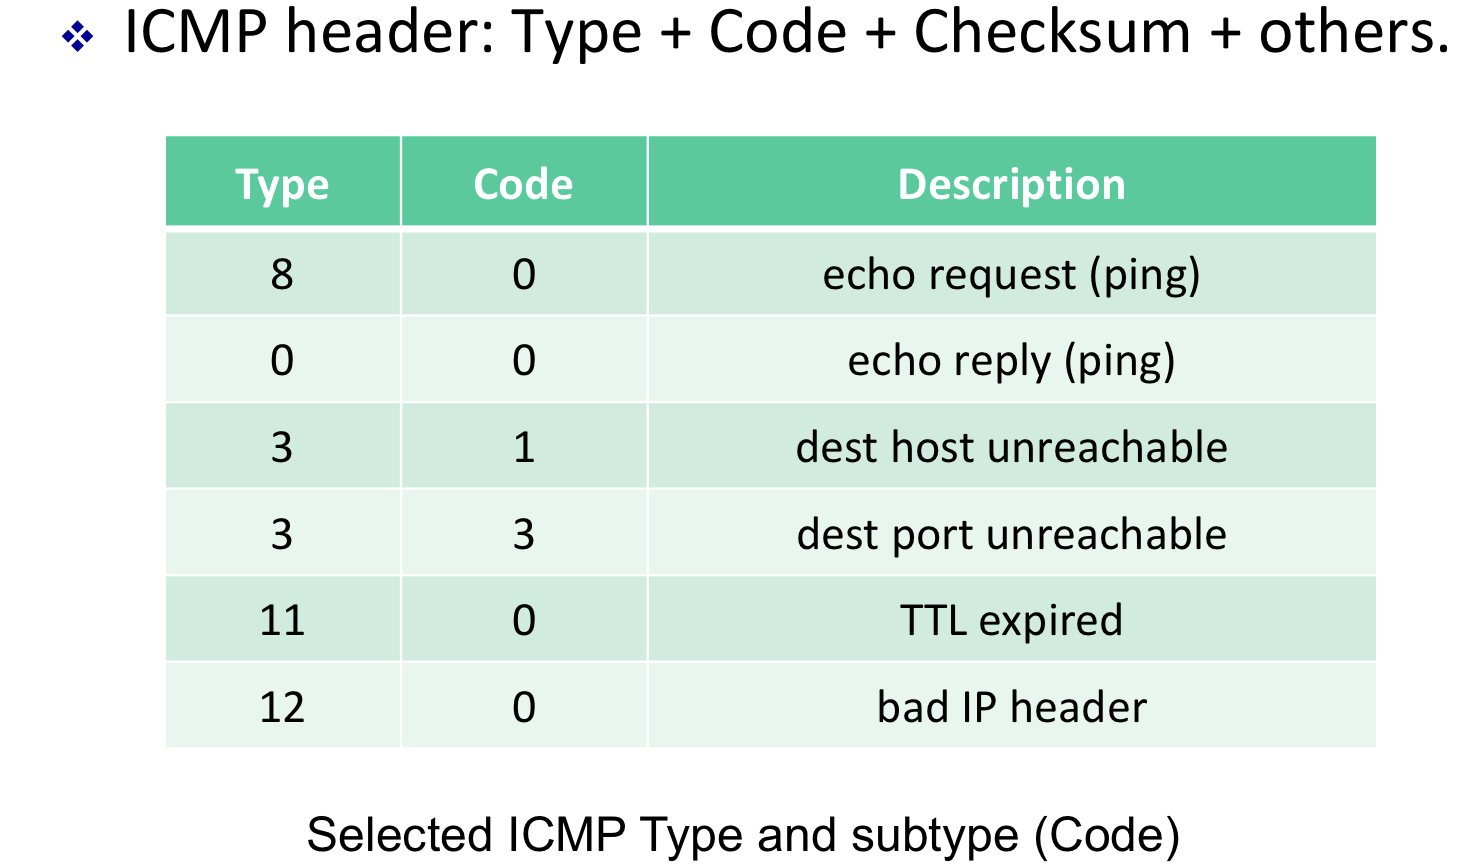 ICMP header: Type + Code + Checksum + others.
Type Code Description
8 0 echo request (ping)
0 0 echo reply (ping)
3 1 dest host unreachable
3 3 dest port unreachable
11 0 TTL expired
12 0 bad IP header
Selected ICMP Type and subtype (Code)